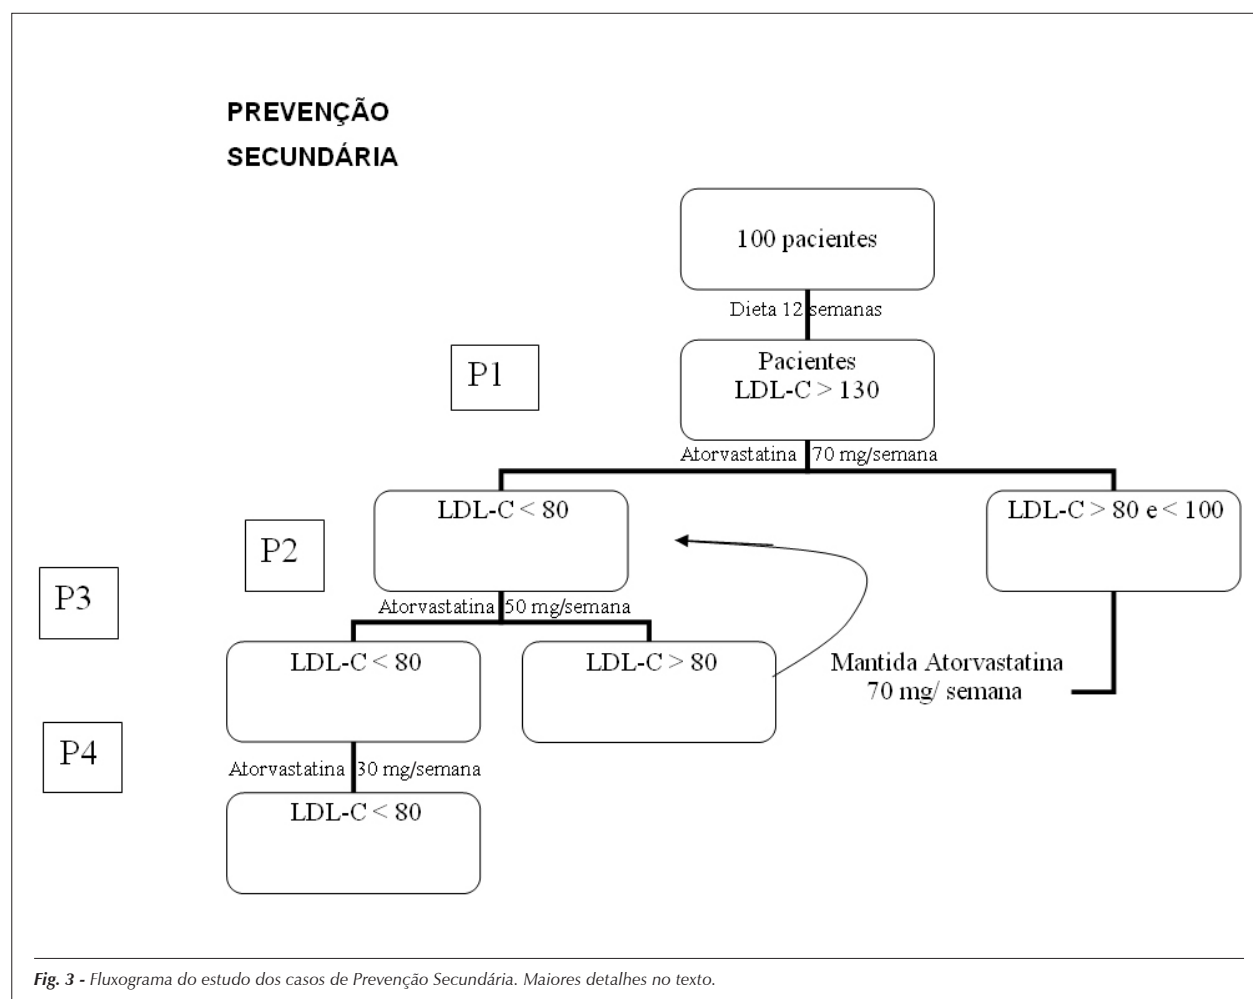 PREVENÇÃO
SECUNDÁRIA
100 pacientes
Dieta 12 semanas
P1
Pacientes
LDL-C > 130
Atorvastatina 70 mg/semana
LDL-C < 80
LDL-C > 80 e < 100
P2
P3
Atorvastatina 50 mg/semana
LDL-C < 80
LDL-C > 80
Mantida Atorvastatina
70 mg/ semana
P4
Atorvastatina 30 mg/semana
LDL-C < 80
Fig. 3 - Fluxograma do estudo dos casos de Prevenção Secundária. Maiores detalhes no texto.